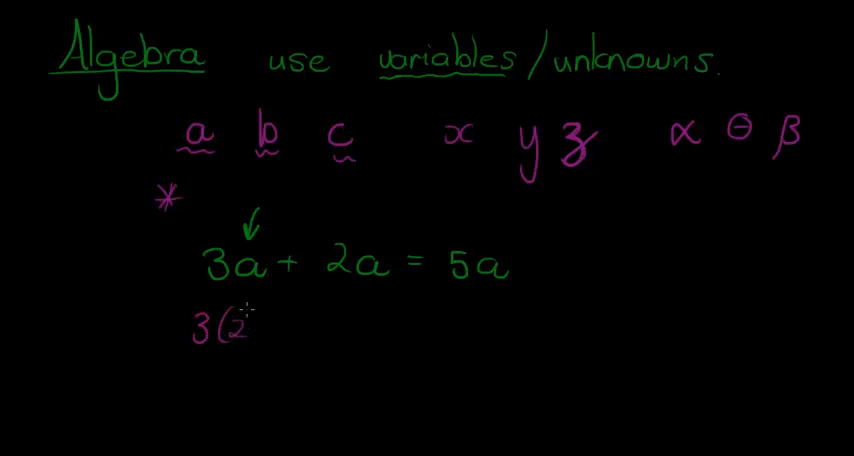 Algebra use variables/unknowns.
a b c x y z α θ β
*
3a + 2a = 5a
3(2